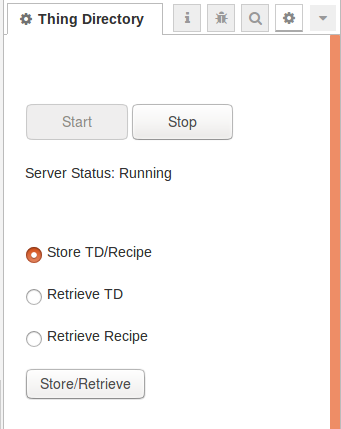 Thing Directory
Start Stop
Server Status: Running
Store TD/Recipe
Retrieve TD
Retrieve Recipe
Store/Retrieve